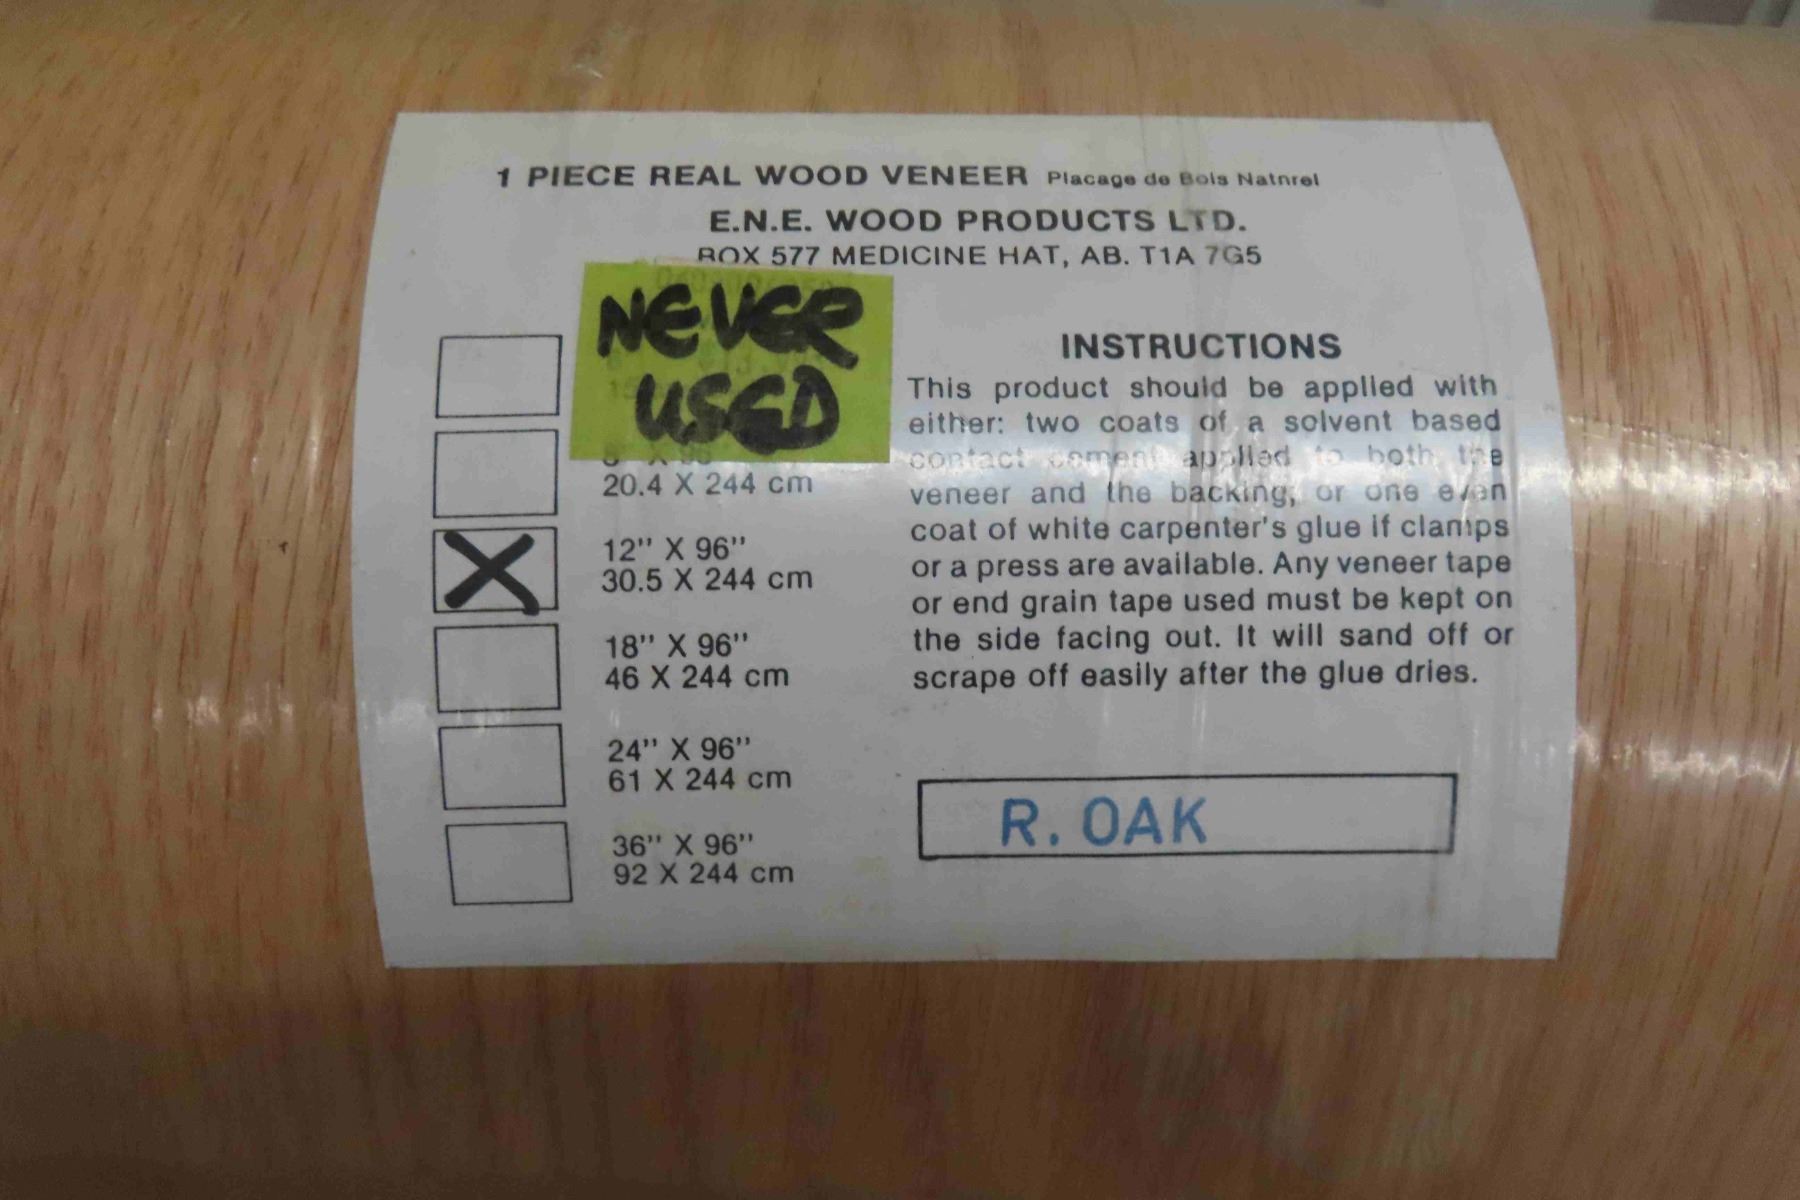 1 PIECE REAL WOOD VENEER Placage de Bois Natnrel
E.N.E. WOOD PRODUCTS LTD.
BOX 577 MEDICINE HAT, AB. T1A 7G5
NEVER
USED
20.4 X 244 cm
12" X 96"
30.5 X 244 cm
18" X 96"
46 X 244 cm
24" X 96"
61 X 244 cm
36" X 96"
92 X 244 cm
INSTRUCTIONS
This product should be applied with
either: two coats of a solvent based
contact cement applied to both the
veneer and the backing, or one even
coat of white carpenter's glue if clamps
or a press are available. Any veneer tape
or end grain tape used must be kept on
the side facing out. It will sand off or
scrape off easily after the glue dries.
R. OAK